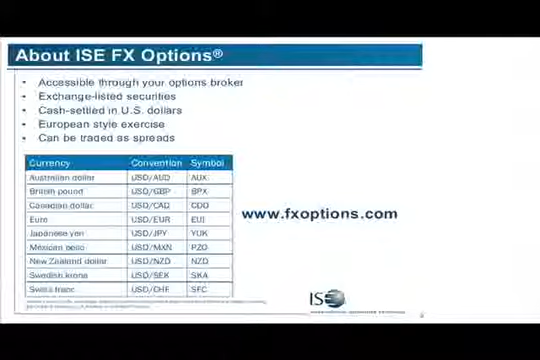 About ISE FX Options®
• Accessible through your options broker
• Exchange-listed securities
• Cash-settled in U.S. dollars
• European style exercise
• Can be traded as spreads
Currency Convention Symbol
Australian dollar USD/AUD AUX
British pound USD/GBP BPX
Canadian dollar USD/CAD CDD
Euro USD/EUR EUI
Japanese yen USD/JPY YUK
Mexican peso USD/MXN PZO
New Zealand dollar USD/NZD NZD
Swedish krona USD/SEK SKA
Swiss franc USD/CHF SFC
www.fxoptions.com
ISE